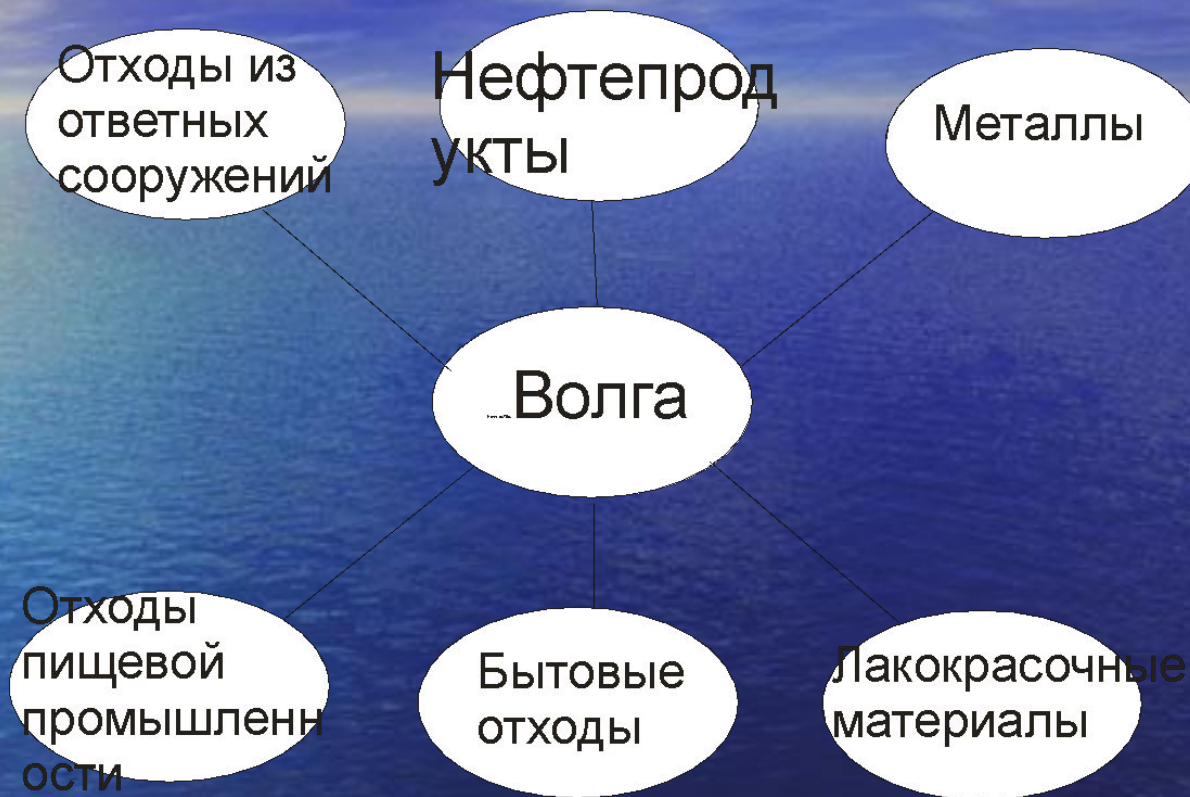 Отходы из
ответных
сооружений
Нефтепрод
укты
Металлы
Волга
Отходы
пищевой
промышленн
ости
Бытовые
отходы
Лакокрасочные
материалы